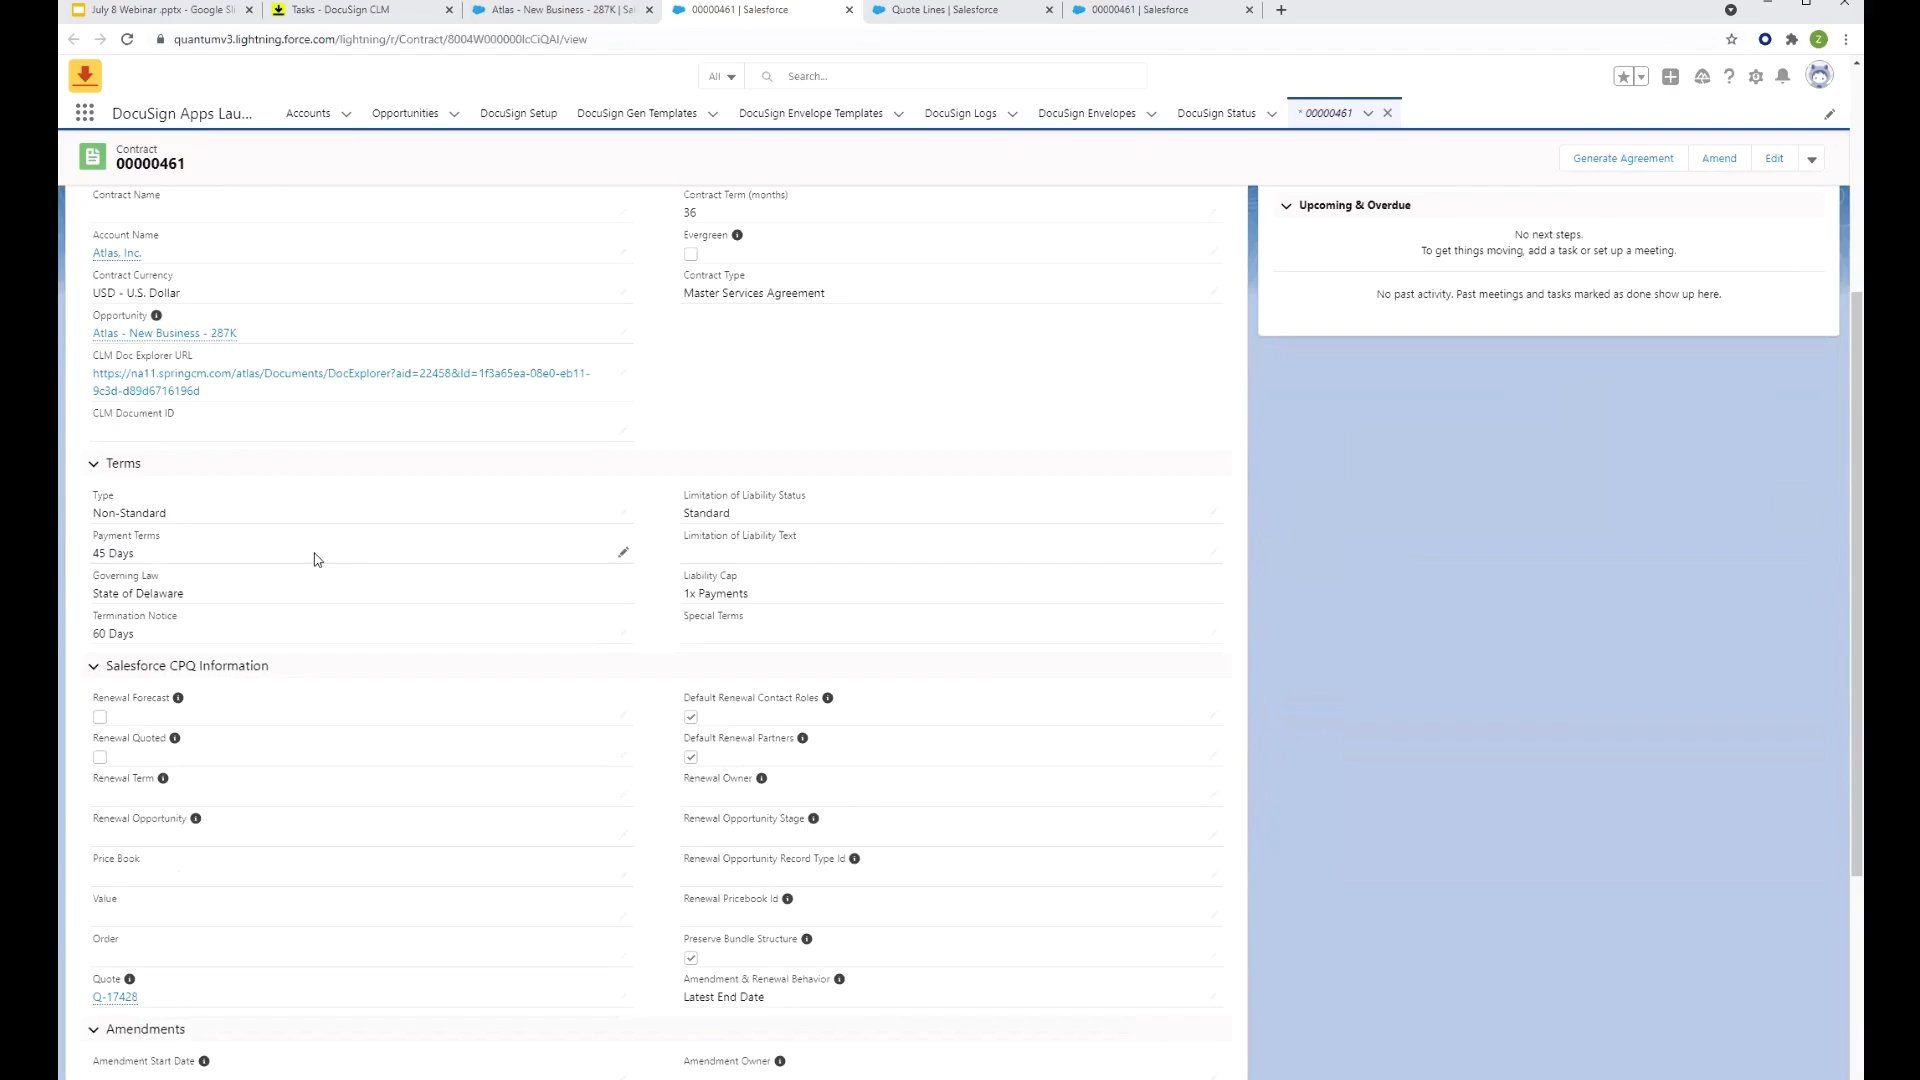 July 8 Webinar .pptx - Google Sli
Tasks - DocuSign CLM
Atlas - New Business - 287K | Sal
00000461 | Salesforce
Quote Lines | Salesforce
00000461 | Salesforce
quantumv3.lightning.force.com/lightning/r/Contract/8004W000000IcCiQAI/view
Z
All
Search...
DocuSign Apps Lau...
Accounts
Opportunities
DocuSign Setup
DocuSign Gen Templates
DocuSign Envelope Templates
DocuSign Logs
DocuSign Envelopes
DocuSign Status
* 00000461
Contract
00000461
Generate Agreement
Amend
Edit
Contract Name
Contract Term (months)
36
Account Name
Atlas, Inc.
Evergreen
Contract Currency
USD - U.S. Dollar
Contract Type
Master Services Agreement
Opportunity
Atlas - New Business - 287K
CLM Doc Explorer URL
https://na11.springcm.com/atlas/Documents/DocExplorer?aid=22458&Id=1f3a65ea-08e0-eb11-
9c3d-d89d6716196d
CLM Document ID
Upcoming & Overdue
No next steps.
To get things moving, add a task or set up a meeting.
No past activity. Past meetings and tasks marked as done show up here.
Terms
Type
Non-Standard
Limitation of Liability Status
Standard
Payment Terms
45 Days
Limitation of Liability Text
Governing Law
State of Delaware
Liability Cap
1x Payments
Termination Notice
60 Days
Special Terms
Salesforce CPQ Information
Renewal Forecast
Default Renewal Contact Roles
Renewal Quoted
Default Renewal Partners
Renewal Term
Renewal Owner
Renewal Opportunity
Renewal Opportunity Stage
Price Book
Renewal Opportunity Record Type Id
Value
Renewal Pricebook Id
Order
Preserve Bundle Structure
Quote
Q-17428
Amendment & Renewal Behavior
Latest End Date
Amendments
Amendment Start Date
Amendment Owner